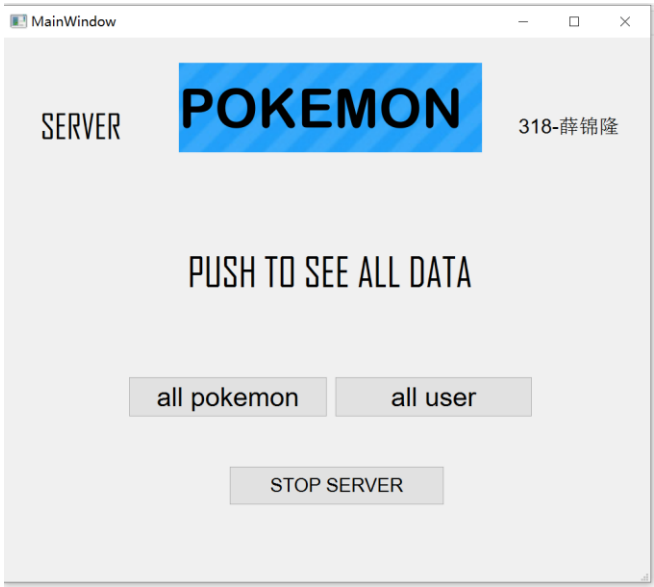 MainWindow
SERVER
POKEMON
318-薛锦隆
PUSH TO SEE ALL DATA
all pokemon
all user
STOP SERVER